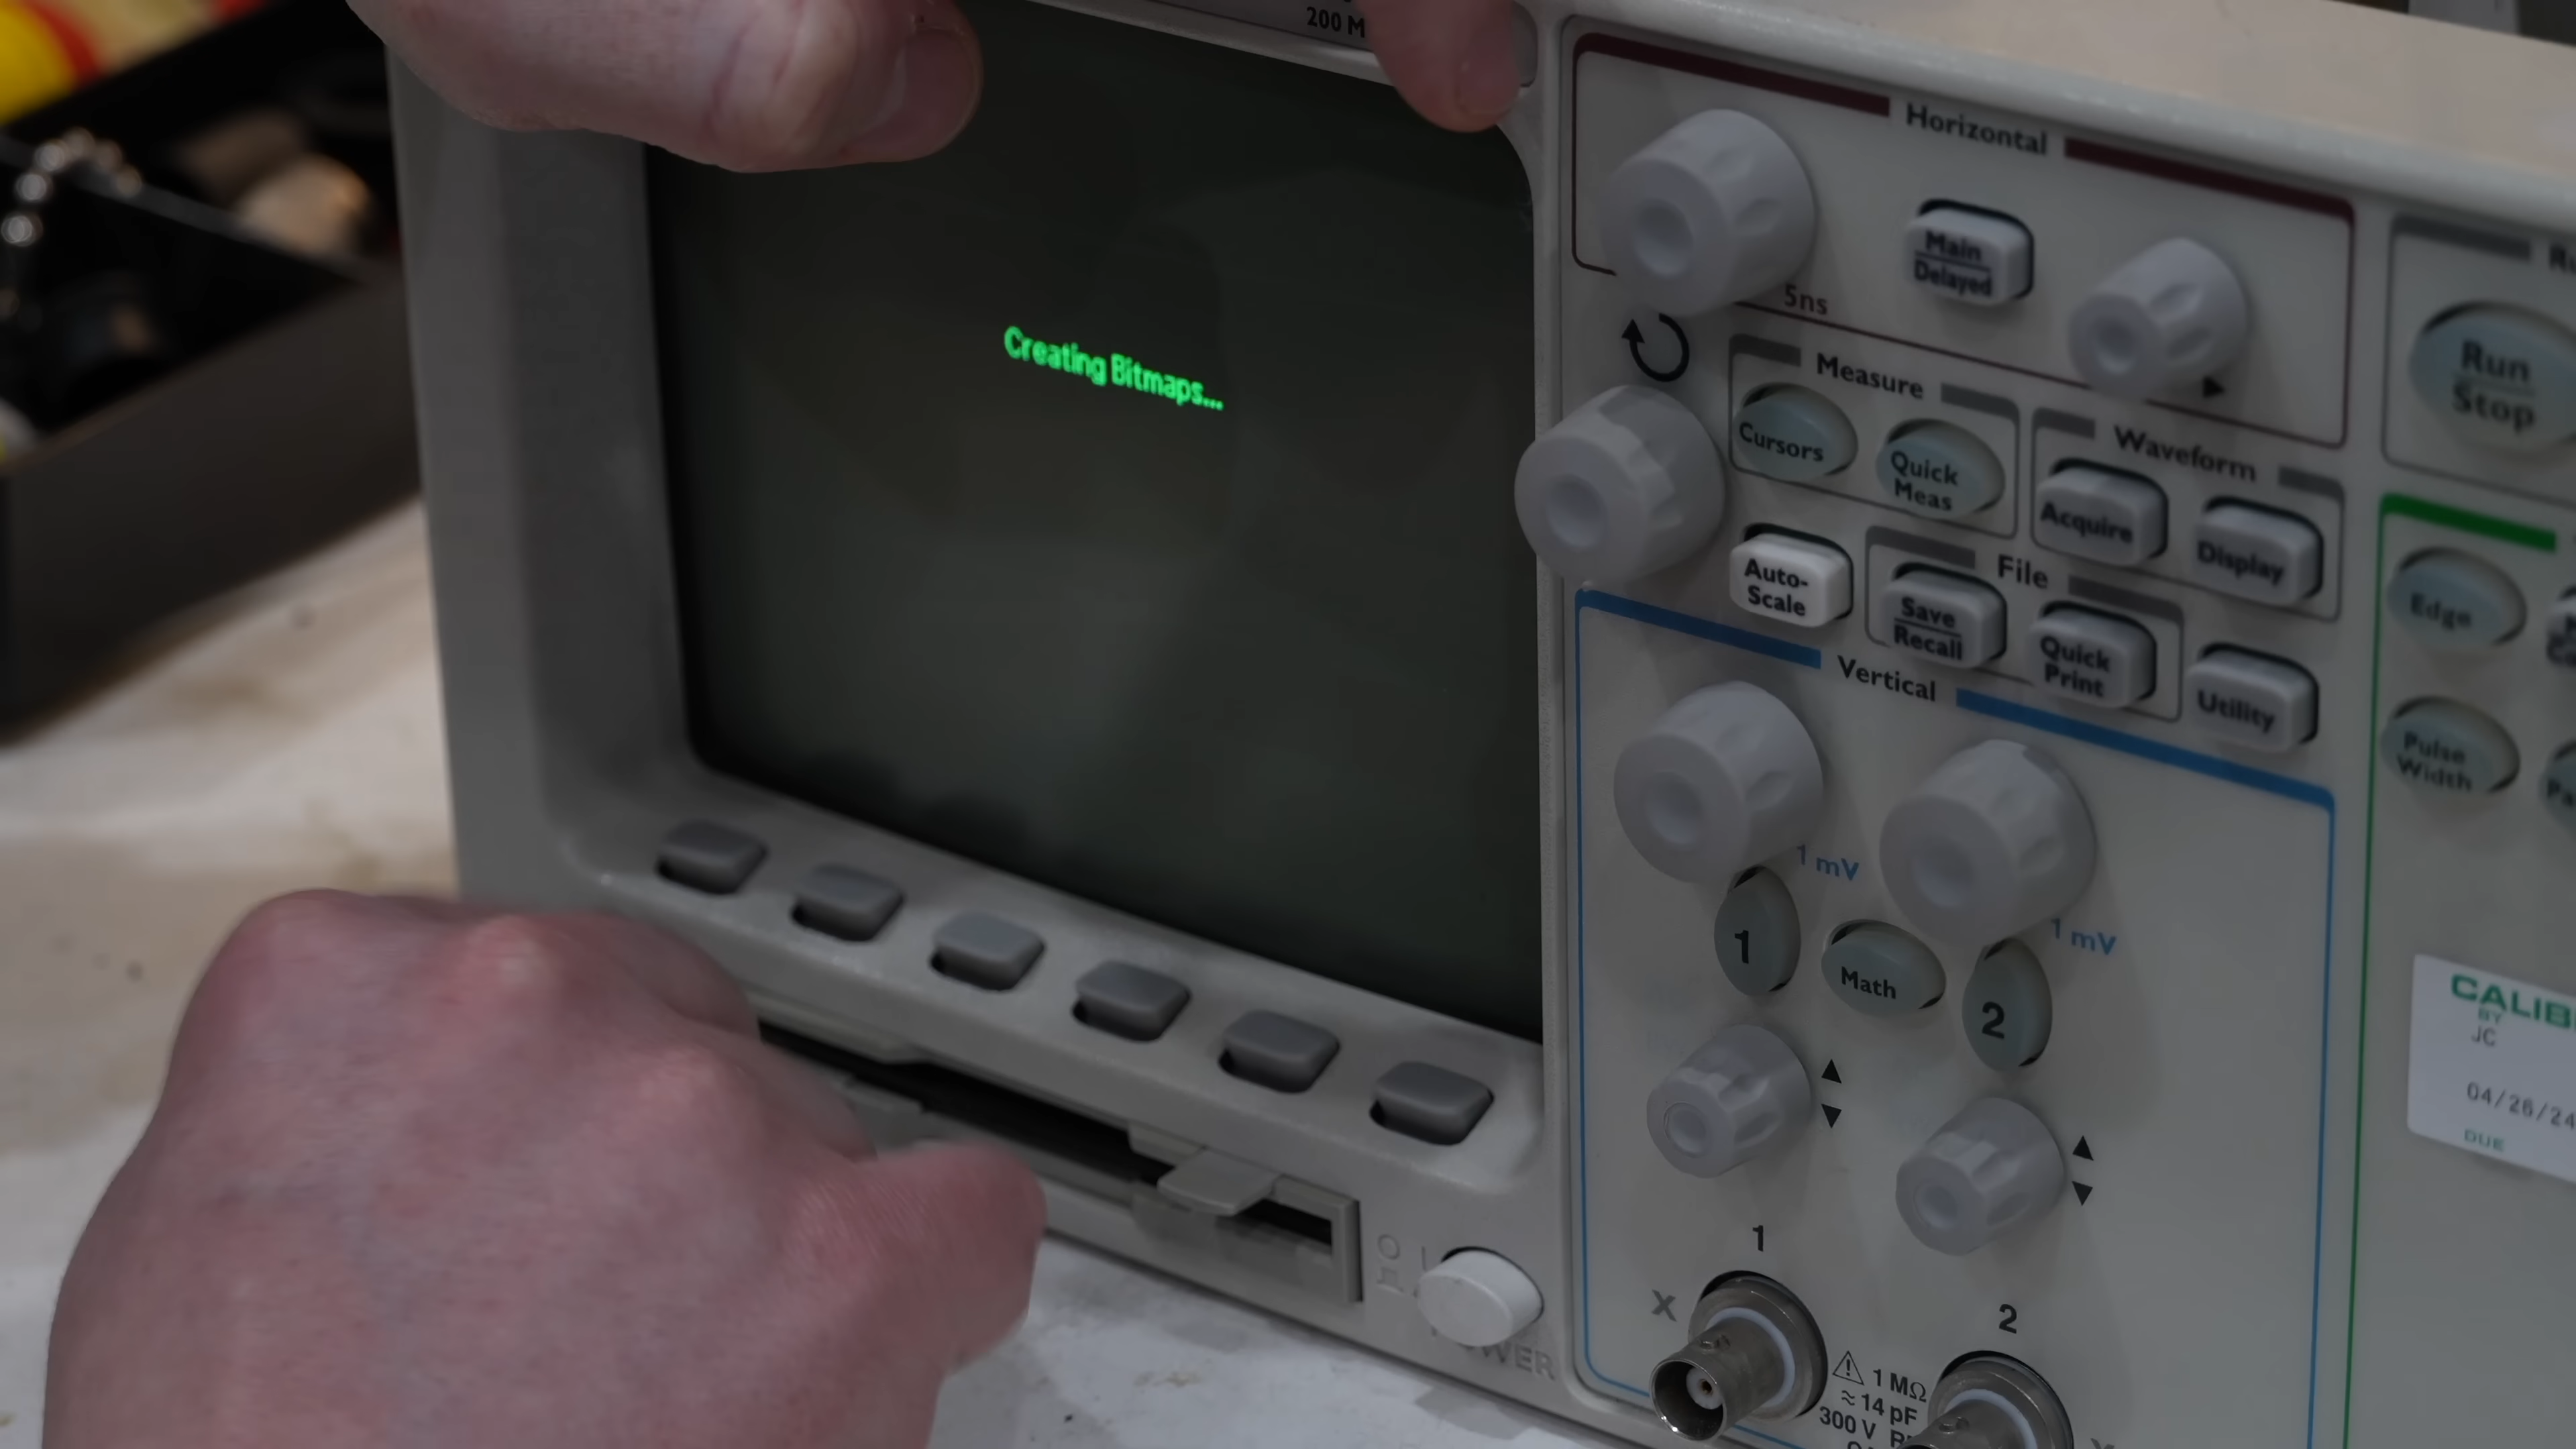 200 M
Horizontal
Main
Delayed
5ns
Run
Stop
Creating Bitmaps...
Measure
Cursors
Quick
Meas
Waveform
Acquire
Display
Auto-
Scale
File
Save
Recall
Quick
Print
Utility
Edge
Pulse
Width
Vertical
1 mV
1 mV
1
Math
2
CALIB
BY
JC
04/26/24
DUE
1
2
X
1 MΩ
≈ 14 pF
300 V